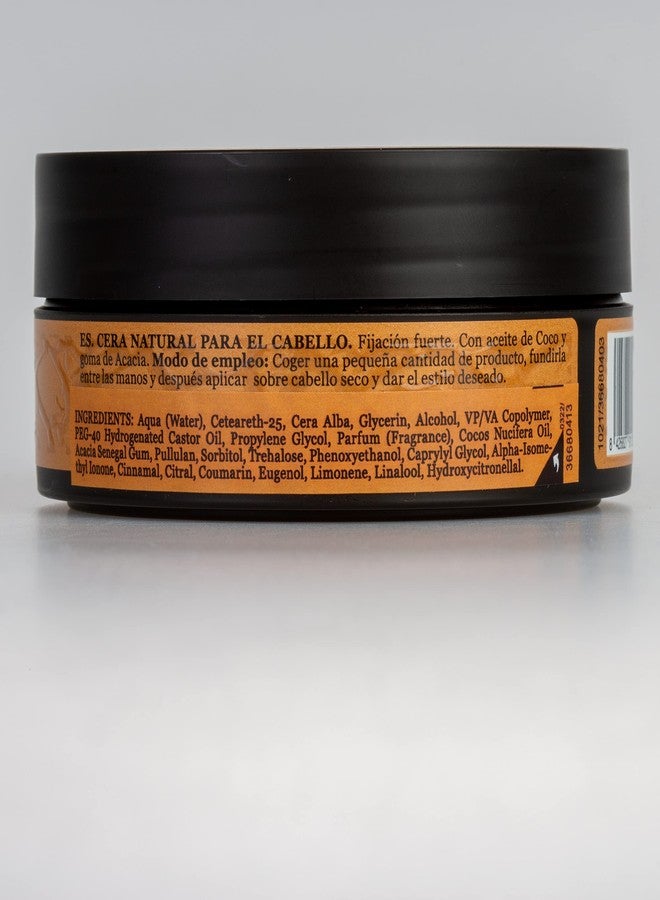 ES. CERA NATURAL PARA EL CABELLO. Fijación fuerte. Con aceite de Coco y
goma de Acacia. Modo de empleo: Coger una pequeña cantidad de producto, fundirla
entre las manos y después aplicar sobre cabello seco y dar el estilo deseado.
INGREDIENTS: Aqua (Water), Ceteareth-25, Cera Alba, Glycerin, Alcohol, VP/VA Copolymer,
PEG-40 Hydrogenated Castor Oil, Propylene Glycol, Parfum (Fragrance), Cocos Nucifera Oil,
Acacia Senegal Gum, Pullulan, Sorbitol, Trehalose, Phenoxyethanol, Caprylyl Glycol, Alpha-Isome-
thyl Ionone, Cinnamal, Citral, Coumarin, Eugenol, Limonene, Linalool, Hydroxycitronellal.
0322/
36680413
1021/36680403